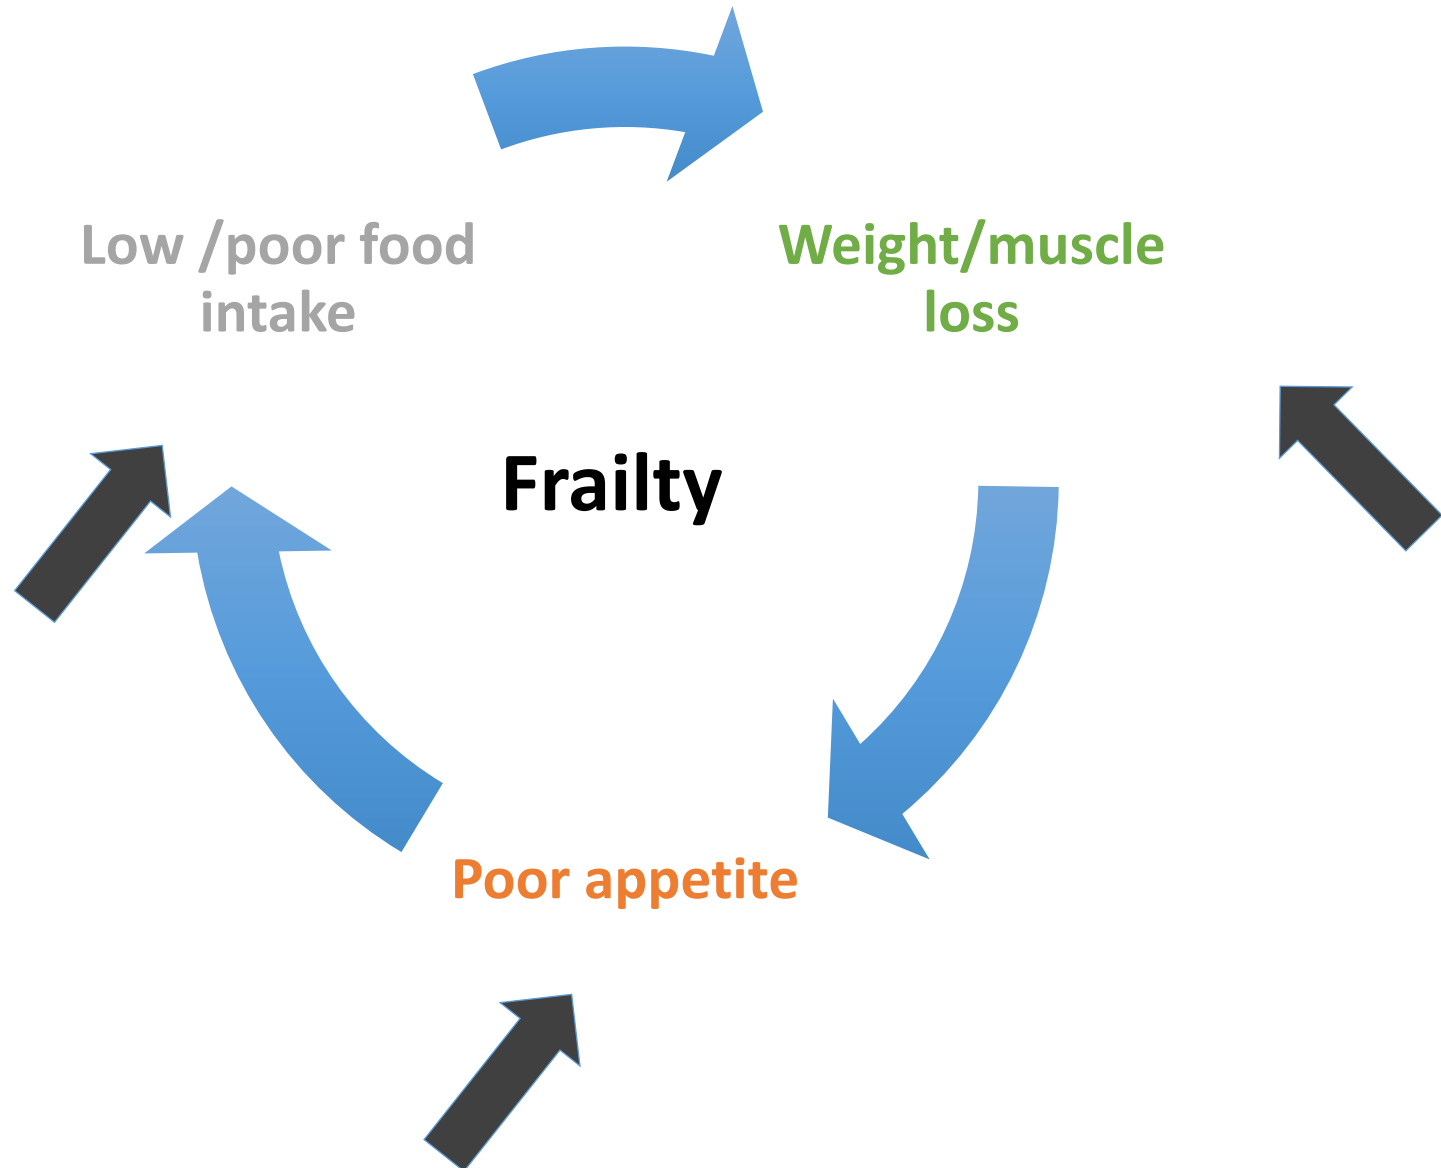 Low /poor food
intake
Weight/muscle
loss
Frailty
Poor appetite